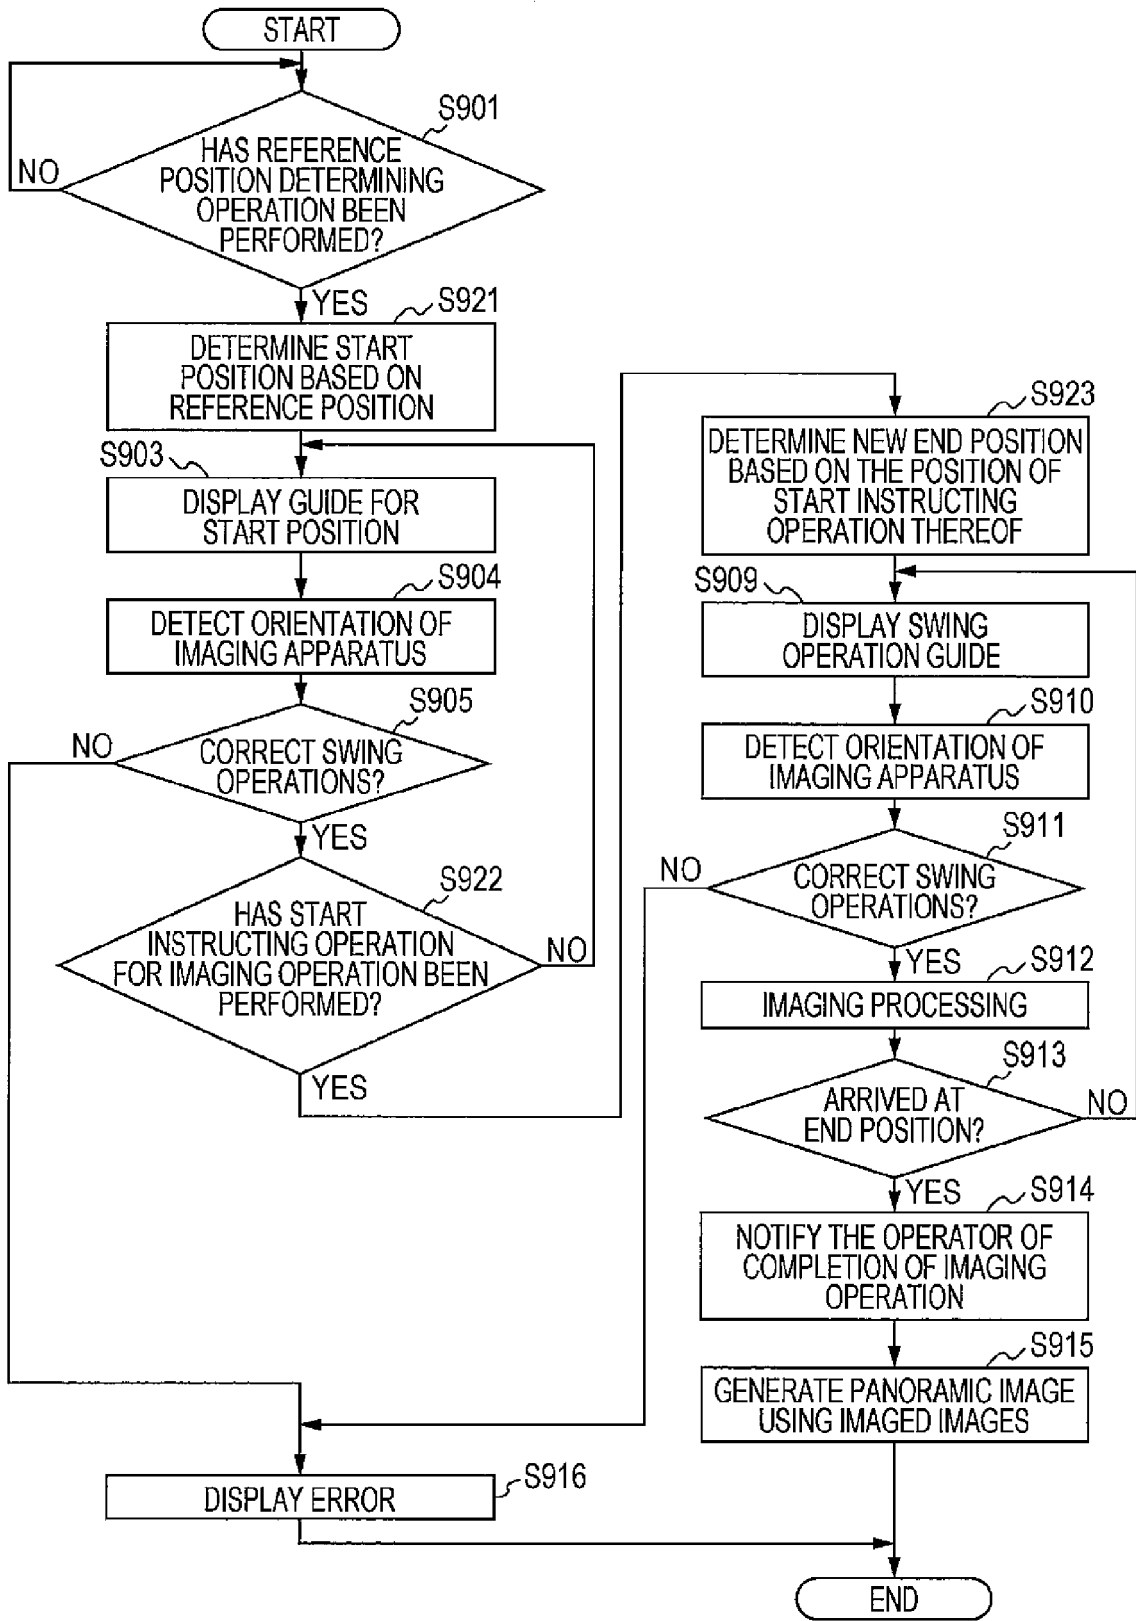 START
S901
HAS REFERENCE
POSITION DETERMINING
OPERATION BEEN
PERFORMED?
NO
YES
S921
DETERMINE START
POSITION BASED ON
REFERENCE POSITION
S903
DISPLAY GUIDE FOR
START POSITION
S904
DETECT ORIENTATION OF
IMAGING APPARATUS
S905
NO
CORRECT SWING
OPERATIONS?
YES
S922
HAS START
INSTRUCTING OPERATION
FOR IMAGING OPERATION BEEN
PERFORMED?
NO
YES
S923
DETERMINE NEW END POSITION
BASED ON THE POSITION OF
START INSTRUCTING
OPERATION THEREOF
S909
DISPLAY SWING
OPERATION GUIDE
S910
DETECT ORIENTATION OF
IMAGING APPARATUS
S911
NO
CORRECT SWING
OPERATIONS?
YES
S912
IMAGING PROCESSING
S913
ARRIVED AT
END POSITION?
NO
YES
S914
NOTIFY THE OPERATOR OF
COMPLETION OF IMAGING
OPERATION
S915
GENERATE PANORAMIC IMAGE
USING IMAGED IMAGES
S916
DISPLAY ERROR
END